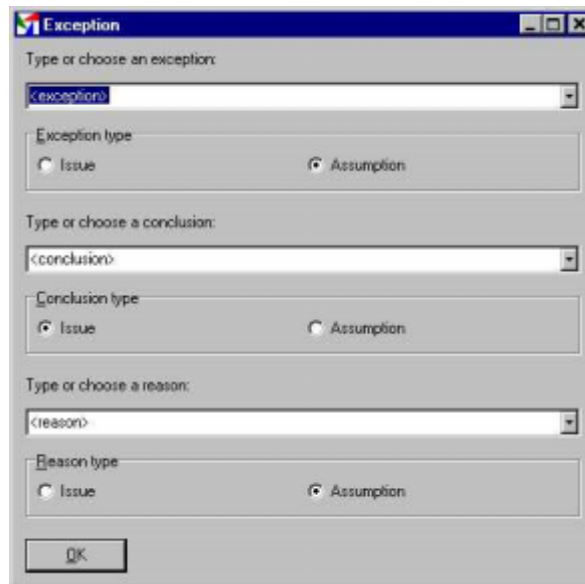 Exception
Type or choose an exception:
<exception>
Exception type
Issue Assumption
Type or choose a conclusion:
<conclusion>
Conclusion type
Issue Assumption
Type or choose a reason:
<reason>
Reason type
Issue Assumption
OK